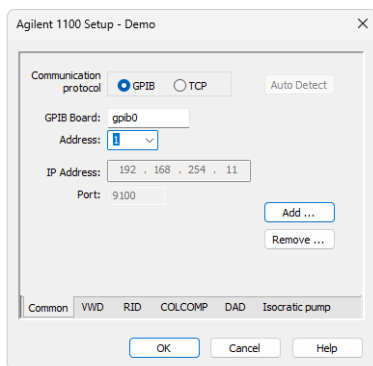 Agilent 1100 Setup - Demo
Communication protocol GPIB TCP Auto Detect
GPIB Board: gpib0
Address: 1
IP Address: 192 . 168 . 254 . 11
Port: 9100
Add ...
Remove ...
Common VWD RID COLCOMP DAD Isocratic pump
OK Cancel Help